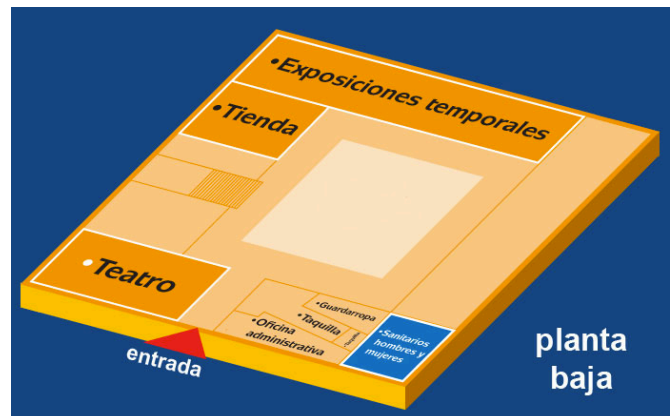 •Exposiciones temporales
•Tienda
•Teatro
•Guardarropa
•Taquilla
•Oficina
administrativa
•Sanitarios
hombres y
mujeres
entrada
planta
baja